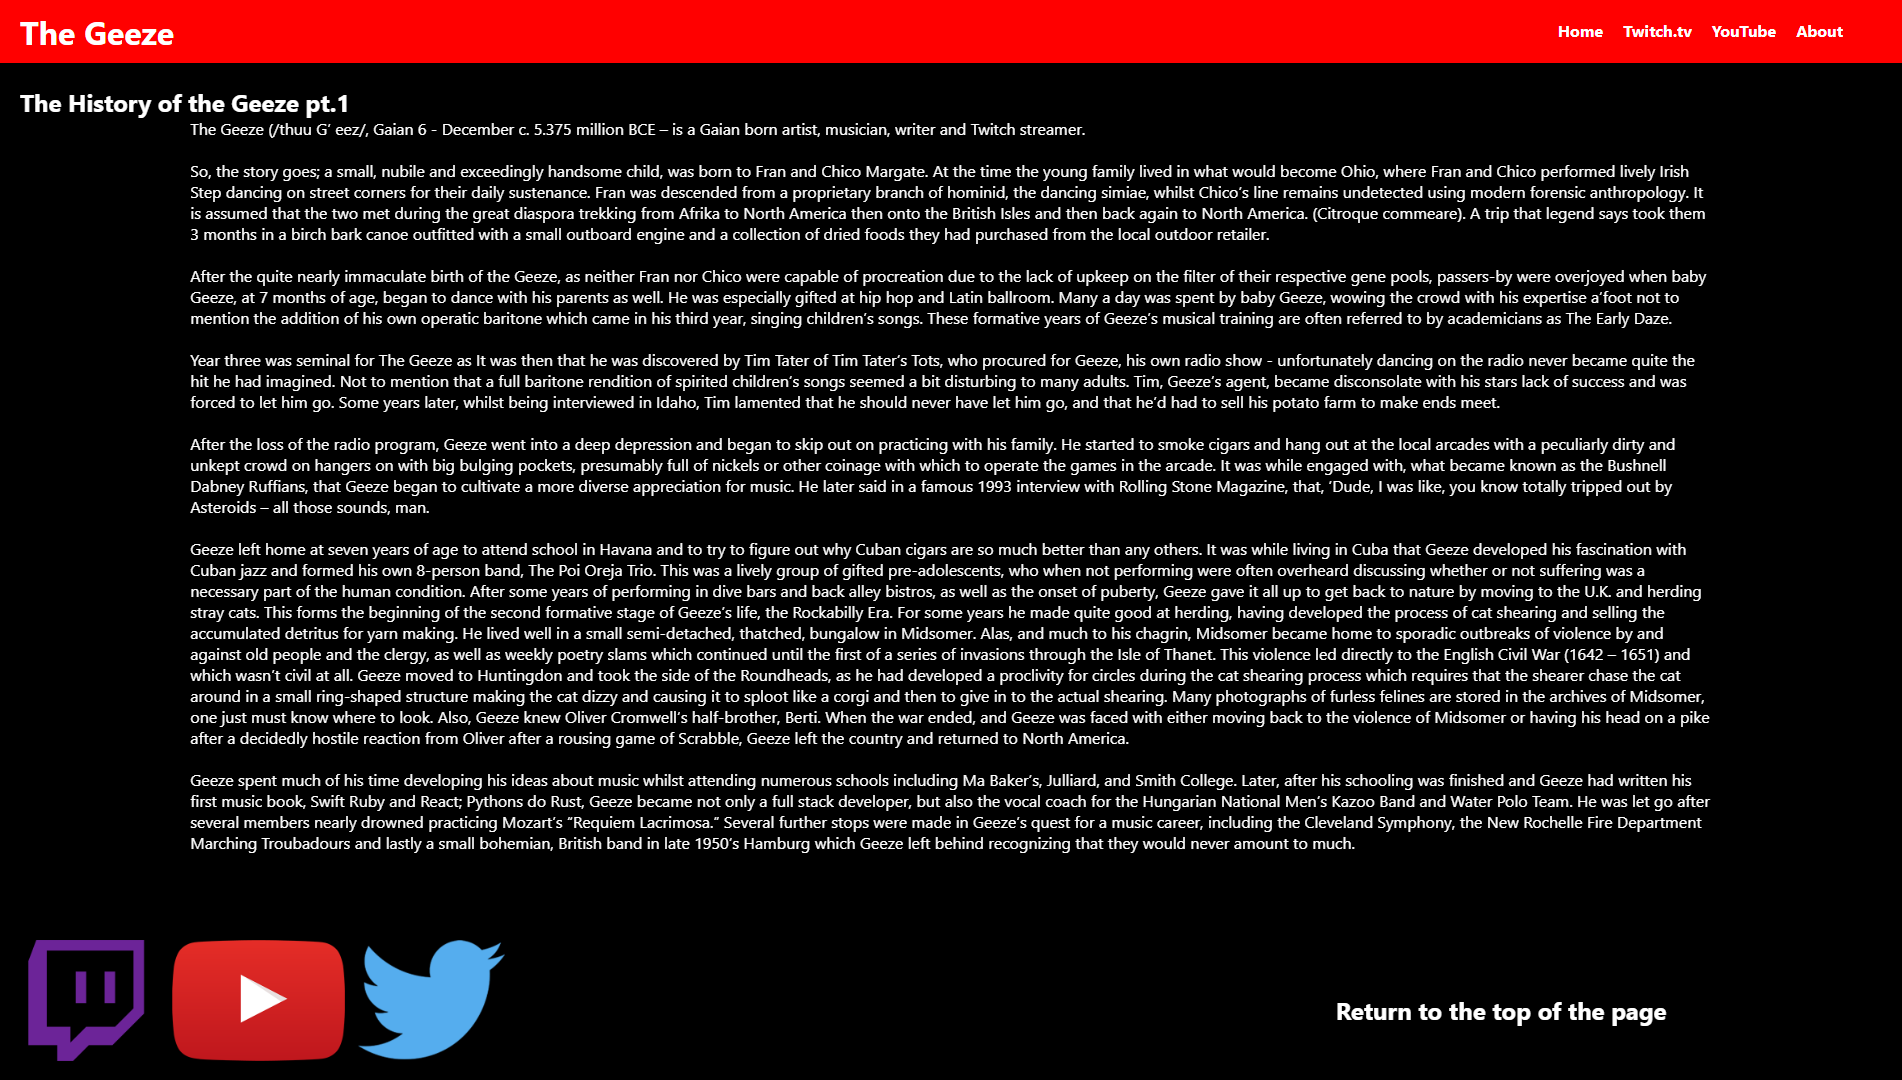 The Geeze
Home
Twitch.tv
YouTube
About
The History of the Geeze pt.1
The Geeze (/thuu G' eez/, Gaian 6 - December c. 5.375 million BCE – is a Gaian born artist, musician, writer and Twitch streamer.
So, the story goes; a small, nubile and exceedingly handsome child, was born to Fran and Chico Margate. At the time the young family lived in what would become Ohio, where Fran and Chico performed lively Irish
Step dancing on street corners for their daily sustenance. Fran was descended from a proprietary branch of hominid, the dancing simiae, whilst Chico's line remains undetected using modern forensic anthropology. It
is assumed that the two met during the great diaspora trekking from Afrika to North America then onto the British Isles and then back again to North America. (Citroque commeare). A trip that legend says took them
3 months in a birch bark canoe outfitted with a small outboard engine and a collection of dried foods they had purchased from the local outdoor retailer.
After the quite nearly immaculate birth of the Geeze, as neither Fran nor Chico were capable of procreation due to the lack of upkeep on the filter of their respective gene pools, passers-by were overjoyed when baby
Geeze, at 7 months of age, began to dance with his parents as well. He was especially gifted at hip hop and Latin ballroom. Many a day was spent by baby Geeze, wowing the crowd with his expertise a'foot not to
mention the addition of his own operatic baritone which came in his third year, singing children's songs. These formative years of Geeze's musical training are often referred to by academicians as The Early Daze.
Year three was seminal for The Geeze as It was then that he was discovered by Tim Tater of Tim Tater's Tots, who procured for Geeze, his own radio show - unfortunately dancing on the radio never became quite the
hit he had imagined. Not to mention that a full baritone rendition of spirited children's songs seemed a bit disturbing to many adults. Tim, Geeze's agent, became disconsolate with his stars lack of success and was
forced to let him go. Some years later, whilst being interviewed in Idaho, Tim lamented that he should never have let him go, and that he'd had to sell his potato farm to make ends meet.
After the loss of the radio program, Geeze went into a deep depression and began to skip out on practicing with his family. He started to smoke cigars and hang out at the local arcades with a peculiarly dirty and
unkept crowd on hangers on with big bulging pockets, presumably full of nickels or other coinage with which to operate the games in the arcade. It was while engaged with, what became known as the Bushnell
Dabney Ruffians, that Geeze began to cultivate a more diverse appreciation for music. He later said in a famous 1993 interview with Rolling Stone Magazine, that, 'Dude, I was like, you know totally tripped out by
Asteroids – all those sounds, man.
Geeze left home at seven years of age to attend school in Havana and to try to figure out why Cuban cigars are so much better than any others. It was while living in Cuba that Geeze developed his fascination with
Cuban jazz and formed his own 8-person band, The Poi Oreja Trio. This was a lively group of gifted pre-adolescents, who when not performing were often overheard discussing whether or not suffering was a
necessary part of the human condition. After some years of performing in dive bars and back alley bistros, as well as the onset of puberty, Geeze gave it all up to get back to nature by moving to the U.K. and herding
stray cats. This forms the beginning of the second formative stage of Geeze's life, the Rockabilly Era. For some years he made quite good at herding, having developed the process of cat shearing and selling the
accumulated detritus for yarn making. He lived well in a small semi-detached, thatched, bungalow in Midsomer. Alas, and much to his chagrin, Midsomer became home to sporadic outbreaks of violence by and
against old people and the clergy, as well as weekly poetry slams which continued until the first of a series of invasions through the Isle of Thanet. This violence led directly to the English Civil War (1642 – 1651) and
which wasn't civil at all. Geeze moved to Huntingdon and took the side of the Roundheads, as he had developed a proclivity for circles during the cat shearing process which requires that the shearer chase the cat
around in a small ring-shaped structure making the cat dizzy and causing it to sploot like a corgi and then to give in to the actual shearing. Many photographs of furless felines are stored in the archives of Midsomer,
one just must know where to look. Also, Geeze knew Oliver Cromwell's half-brother, Berti. When the war ended, and Geeze was faced with either moving back to the violence of Midsomer or having his head on a pike
after a decidedly hostile reaction from Oliver after a rousing game of Scrabble, Geeze left the country and returned to North America.
Geeze spent much of his time developing his ideas about music whilst attending numerous schools including Ma Baker's, Julliard, and Smith College. Later, after his schooling was finished and Geeze had written his
first music book, Swift Ruby and React; Pythons do Rust, Geeze became not only a full stack developer, but also the vocal coach for the Hungarian National Men's Kazoo Band and Water Polo Team. He was let go after
several members nearly drowned practicing Mozart's "Requiem Lacrimosa." Several further stops were made in Geeze's quest for a music career, including the Cleveland Symphony, the New Rochelle Fire Department
Marching Troubadours and lastly a small bohemian, British band in late 1950's Hamburg which Geeze left behind recognizing that they would never amount to much.
Return to the top of the page